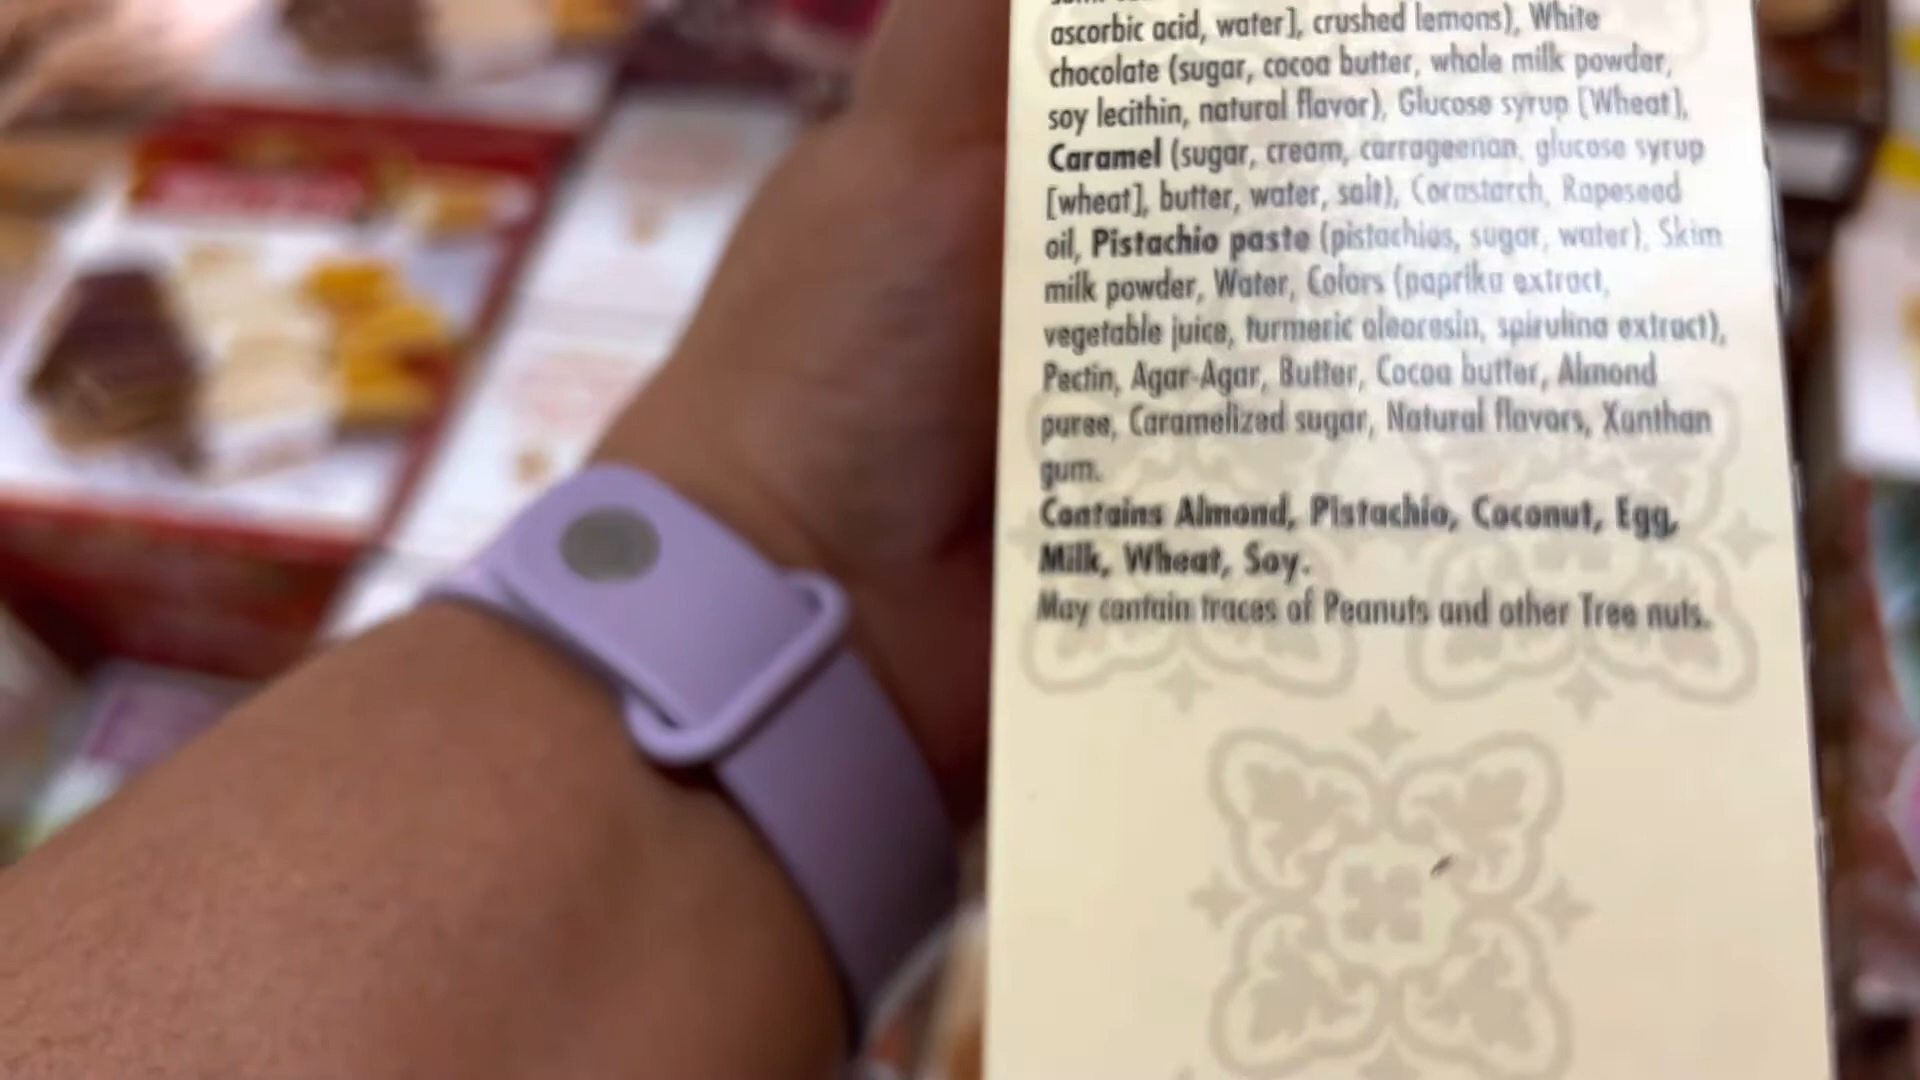 ascorbic acid, water], crushed lemons), White
chocolate (sugar, cocoa butter, whole milk powder,
soy lecithin, natural flavor), Glucose syrup [Wheat],
Caramel (sugar, cream, carrageenan, glucose syrup
[wheat], butter, water, salt), Cornstarch, Rapeseed
oil, Pistachio paste (pistachios, sugar, water), Skim
milk powder, Water, Colors (paprika extract,
vegetable juice, turmeric oleoresin, spirulina extract),
Pectin, Agar-Agar, Butter, Cocoa butter, Almond
puree, Caramelized sugar, Natural flavors, Xanthan
gum.
Contains Almond, Pistachio, Coconut, Egg,
Milk, Wheat, Soy.
May contain traces of Peanuts and other Tree nuts.